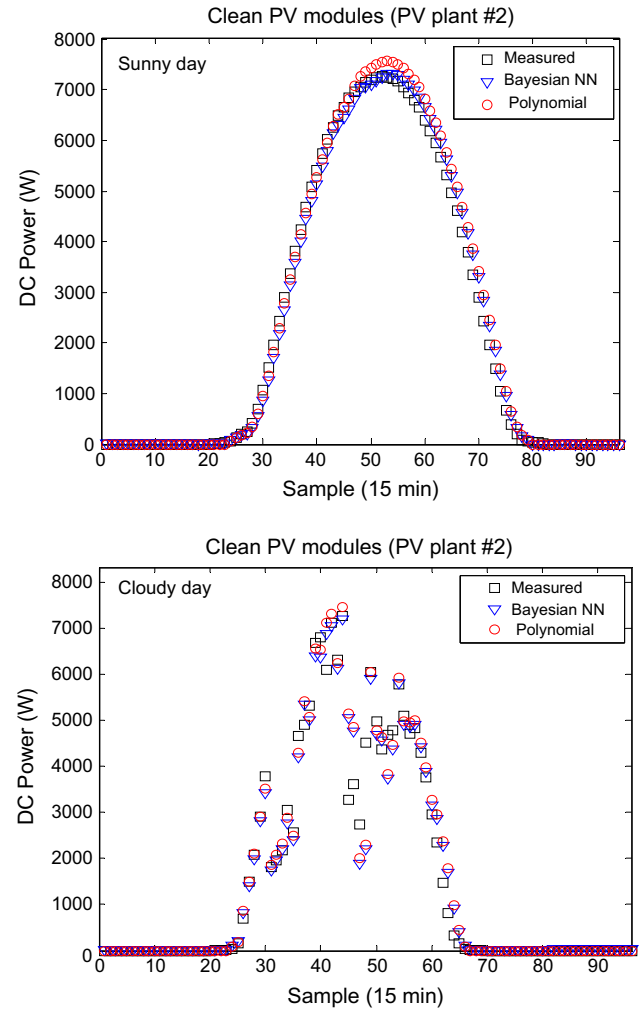 Clean PV modules (PV plant #2)
8000
7000
6000
5000
4000
3000
2000
1000
0
DC Power (W)
Sunny day
Measured
Bayesian NN
Polynomial
0 10 20 30 40 50 60 70 80 90
Sample (15 min)
Clean PV modules (PV plant #2)
8000
7000
6000
5000
4000
3000
2000
1000
0
DC Power (W)
Cloudy day
Measured
Bayesian NN
Polynomial
0 10 20 30 40 50 60 70 80 90
Sample (15 min)